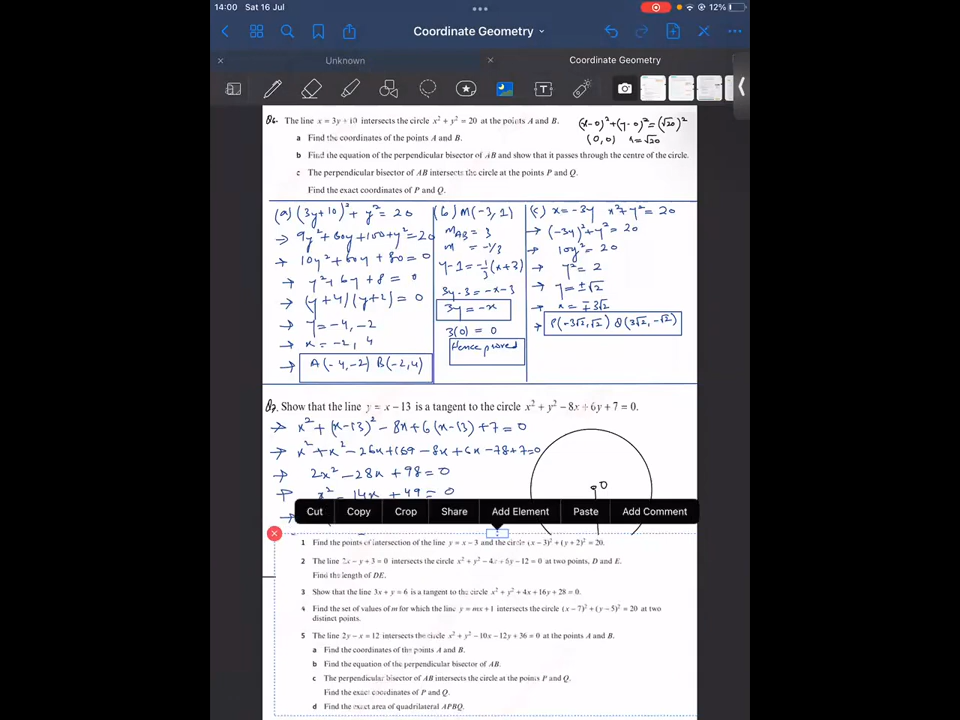 14:00 Sat 16 Jul 12%
Coordinate Geometry
Unknown
Coordinate Geometry
Q6. The line x = 3y + 10 intersects the circle x² + y² = 20 at the points A and B.
(x-0)²+(y-0)²=(√20)²
(0,0) r=√20
a Find the coordinates of the points A and B.
b Find the equation of the perpendicular bisector of AB and show that it passes through the centre of the circle.
c The perpendicular bisector of AB intersects the circle at the points P and Q.
Find the exact coordinates of P and Q.
(a) (3y+10)² + y² = 20
→ 9y² + 60y + 100 + y² = 20
→ 10y² + 60y + 80 = 0
→ y² + 6y + 8 = 0
→ (y+4)(y+2) = 0
→ y = -4, -2
→ x = -2, 4
→ A(-4,-2) B(-2,4)
(b) M(-3, 1)
m_AB = 3
m = -1/3
y-1 = -1/3(x+3)
3y-3 = -x-3
3y = -x
3(0) = 0
Hence proved
(c) x = -3y x²+y² = 20
→ (-3y)² + y² = 20
→ 10y² = 20
→ y² = 2
→ y = ±√2
→ x = ∓3√2
→ P(-3√2, √2) Q(3√2, -√2)
Q7. Show that the line y = x − 13 is a tangent to the circle x² + y² − 8x + 6y + 7 = 0.
→ x² + (x-13)² - 8x + 6(x-13) + 7 = 0
→ x² + x² - 26x + 169 - 8x + 6x - 78 + 7 = 0
→ 2x² - 28x + 98 = 0
x² - 14x + 49 = 0
O
Cut Copy Crop Share Add Element Paste Add Comment
1 Find the points of intersection of the line y = x − 3 and the circle (x − 3)² + (y + 2)² = 20.
2 The line 2x − y + 3 = 0 intersects the circle x² + y² − 4x + 6y − 12 = 0 at two points, D and E.
Find the length of DE.
3 Show that the line 3x + y = 6 is a tangent to the circle x² + y² + 4x + 16y + 28 = 0.
4 Find the set of values of m for which the line y = mx + 1 intersects the circle (x − 7)² + (y − 5)² = 20 at two
distinct points.
5 The line 2y − x = 12 intersects the circle x² + y² − 10x − 12y + 36 = 0 at the points A and B.
a Find the coordinates of the points A and B.
b Find the equation of the perpendicular bisector of AB.
c The perpendicular bisector of AB intersects the circle at the points P and Q.
Find the exact coordinates of P and Q.
d Find the exact area of quadrilateral APBQ.